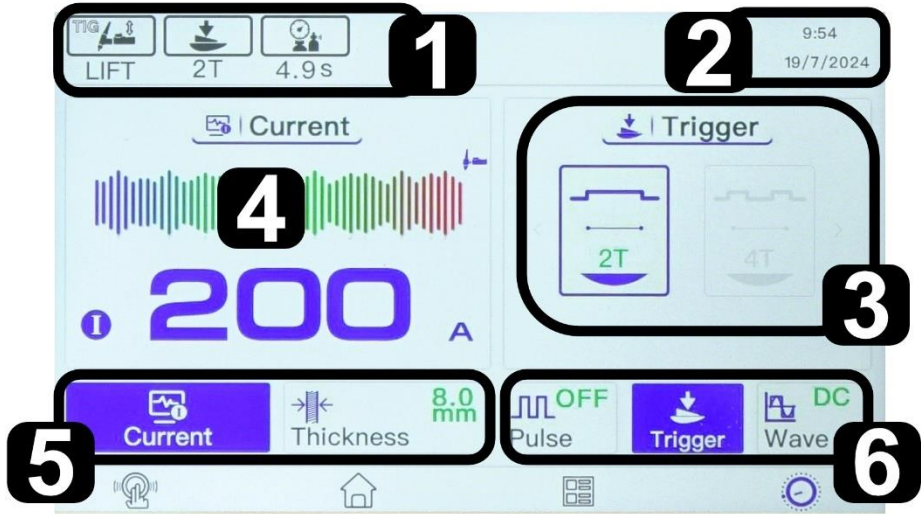 TIG
LIFT
2T
4.9s
1
2
9:54
19/7/2024
Current
Trigger
4
2T
4T
3
I
200
A
5
Current
8.0
mm
Thickness
OFF
Pulse
Trigger
DC
Wave
6